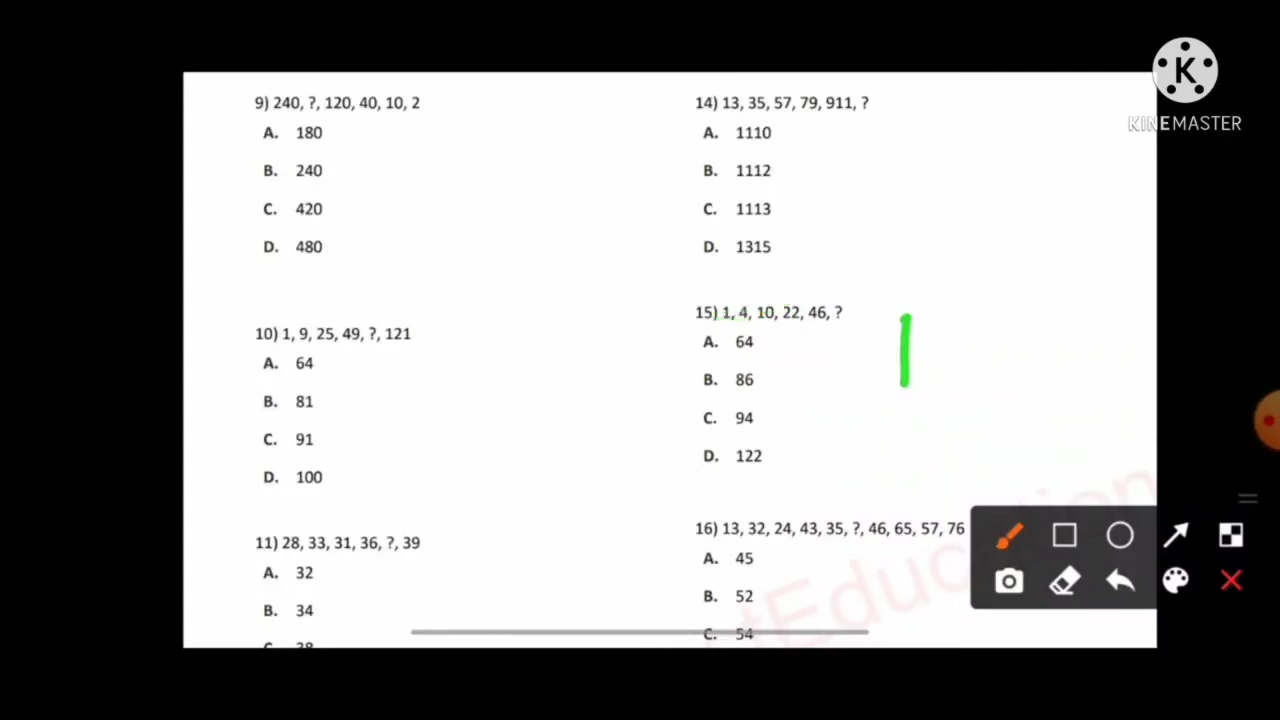 KINEMASTER
9) 240, ?, 120, 40, 10, 2
A. 180
B. 240
C. 420
D. 480
10) 1, 9, 25, 49, ?, 121
A. 64
B. 81
C. 91
D. 100
11) 28, 33, 31, 36, ?, 39
A. 32
B. 34
14) 13, 35, 57, 79, 911, ?
A. 1110
B. 1112
C. 1113
D. 1315
15) 1, 4, 10, 22, 46, ?
A. 64
B. 86
C. 94
D. 122
16) 13, 32, 24, 43, 35, ?, 46, 65, 57, 76
A. 45
B. 52
C. 54